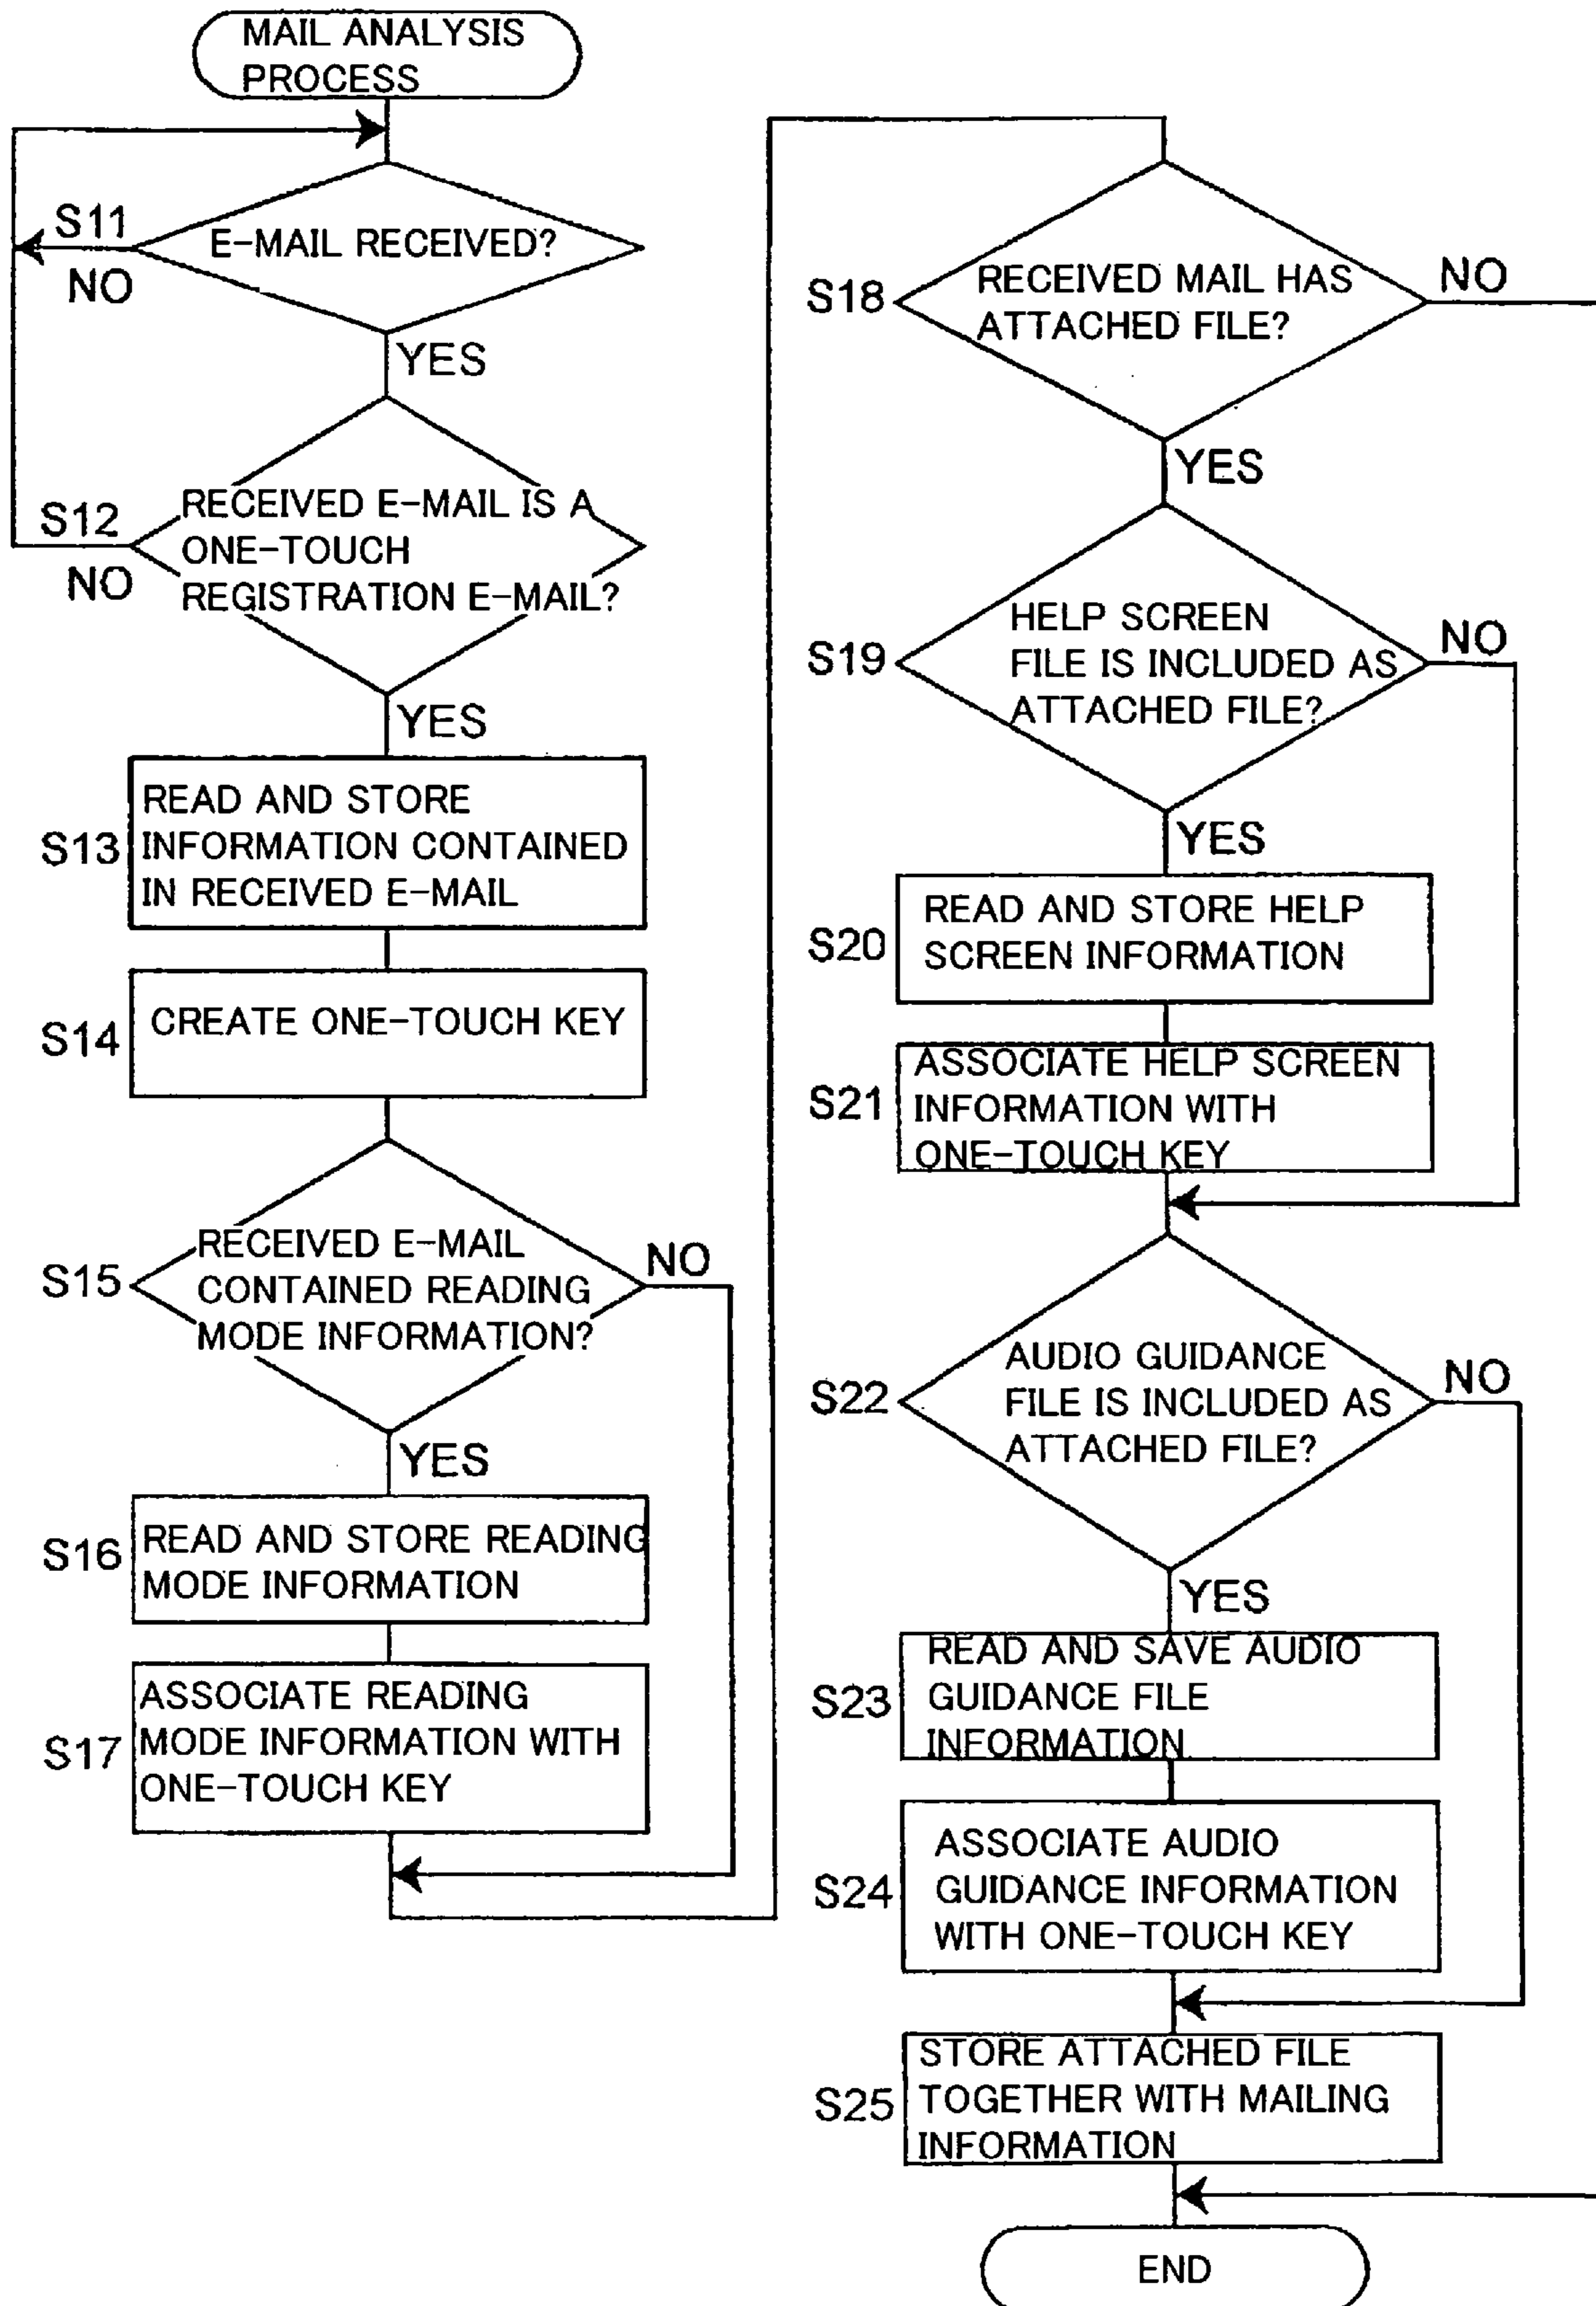 MAIL ANALYSIS
PROCESS
S11
E-MAIL RECEIVED?
NO
YES
S12
RECEIVED E-MAIL IS A
ONE-TOUCH
REGISTRATION E-MAIL?
NO
YES
S13
READ AND STORE
INFORMATION CONTAINED
IN RECEIVED E-MAIL
S14
CREATE ONE-TOUCH KEY
S15
RECEIVED E-MAIL
CONTAINED READING
MODE INFORMATION?
NO
YES
S16
READ AND STORE READING
MODE INFORMATION
S17
ASSOCIATE READING
MODE INFORMATION WITH
ONE-TOUCH KEY
S18
RECEIVED MAIL HAS
ATTACHED FILE?
NO
YES
S19
HELP SCREEN
FILE IS INCLUDED AS
ATTACHED FILE?
NO
YES
S20
READ AND STORE HELP
SCREEN INFORMATION
S21
ASSOCIATE HELP SCREEN
INFORMATION WITH
ONE-TOUCH KEY
S22
AUDIO GUIDANCE
FILE IS INCLUDED AS
ATTACHED FILE?
NO
YES
S23
READ AND SAVE AUDIO
GUIDANCE FILE
INFORMATION
S24
ASSOCIATE AUDIO
GUIDANCE INFORMATION
WITH ONE-TOUCH KEY
S25
STORE ATTACHED FILE
TOGETHER WITH MAILING
INFORMATION
END